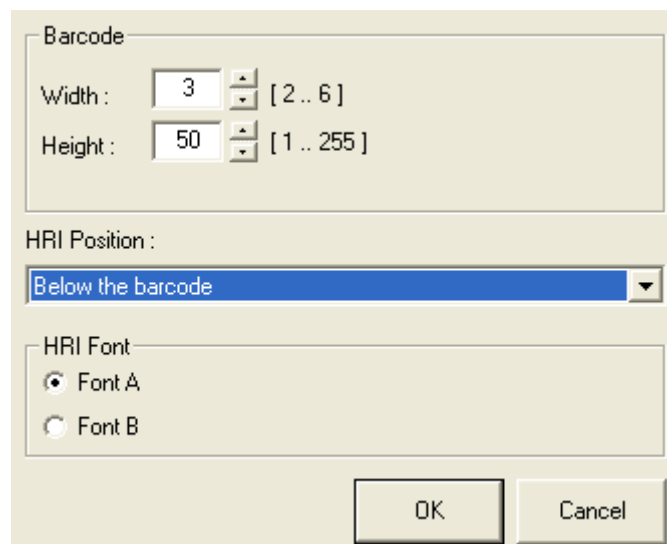 Barcode
Width : 3 [ 2 .. 6 ]
Height : 50 [ 1 .. 255 ]
HRI Position :
Below the barcode
HRI Font
Font A
Font B
OK Cancel